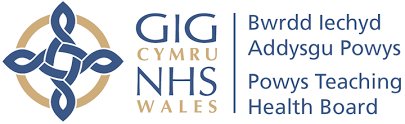 GIG
CYMRU
NHS
WALES
Bwrdd Iechyd
Addysgu Powys
Powys Teaching
Health Board